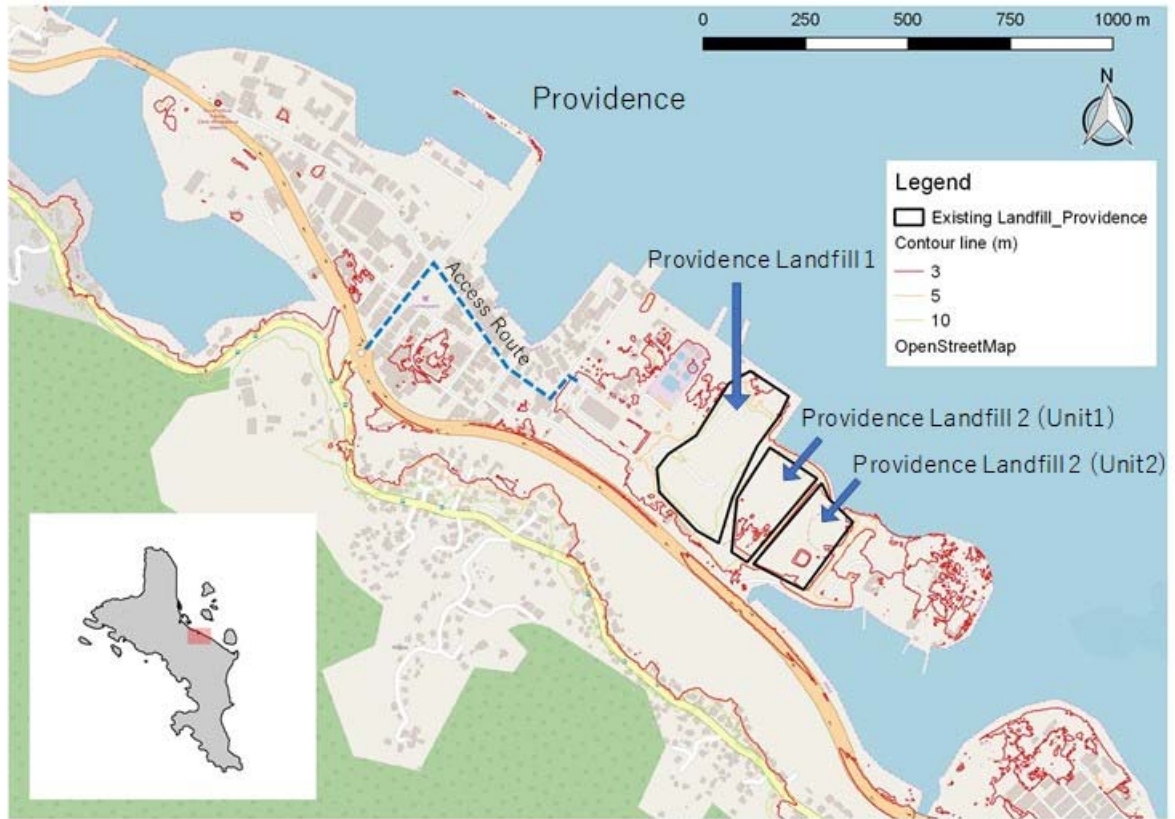 0 250 500 750 1000 m
Providence
N
Legend
Existing Landfill_Providence
Contour line (m)
3
5
10
OpenStreetMap
Providence Landfill 1
Access Route
Providence Landfill 2 (Unit1)
Providence Landfill 2 (Unit2)